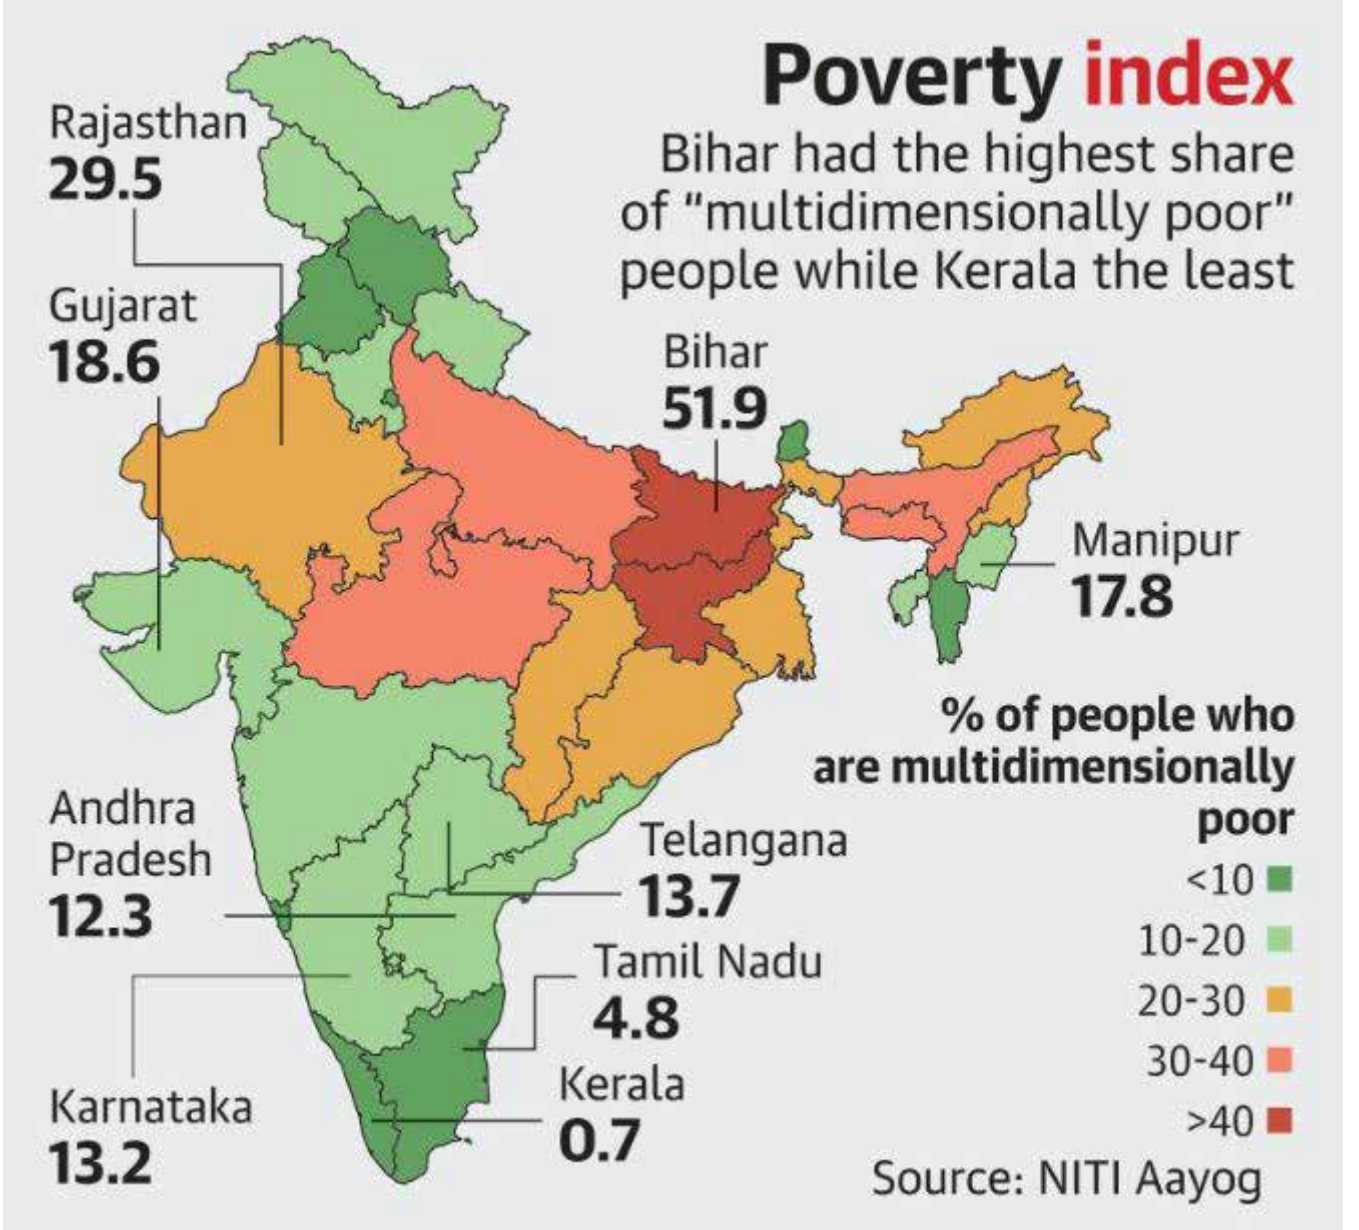 Poverty index
Bihar had the highest share
of "multidimensionally poor"
people while Kerala the least
Rajasthan
29.5
Gujarat
18.6
Bihar
51.9
Manipur
17.8
% of people who
are multidimensionally
poor
<10
10-20
20-30
30-40
>40
Andhra
Pradesh
12.3
Telangana
13.7
Tamil Nadu
4.8
Kerala
0.7
Karnataka
13.2
Source: NITI Aayog